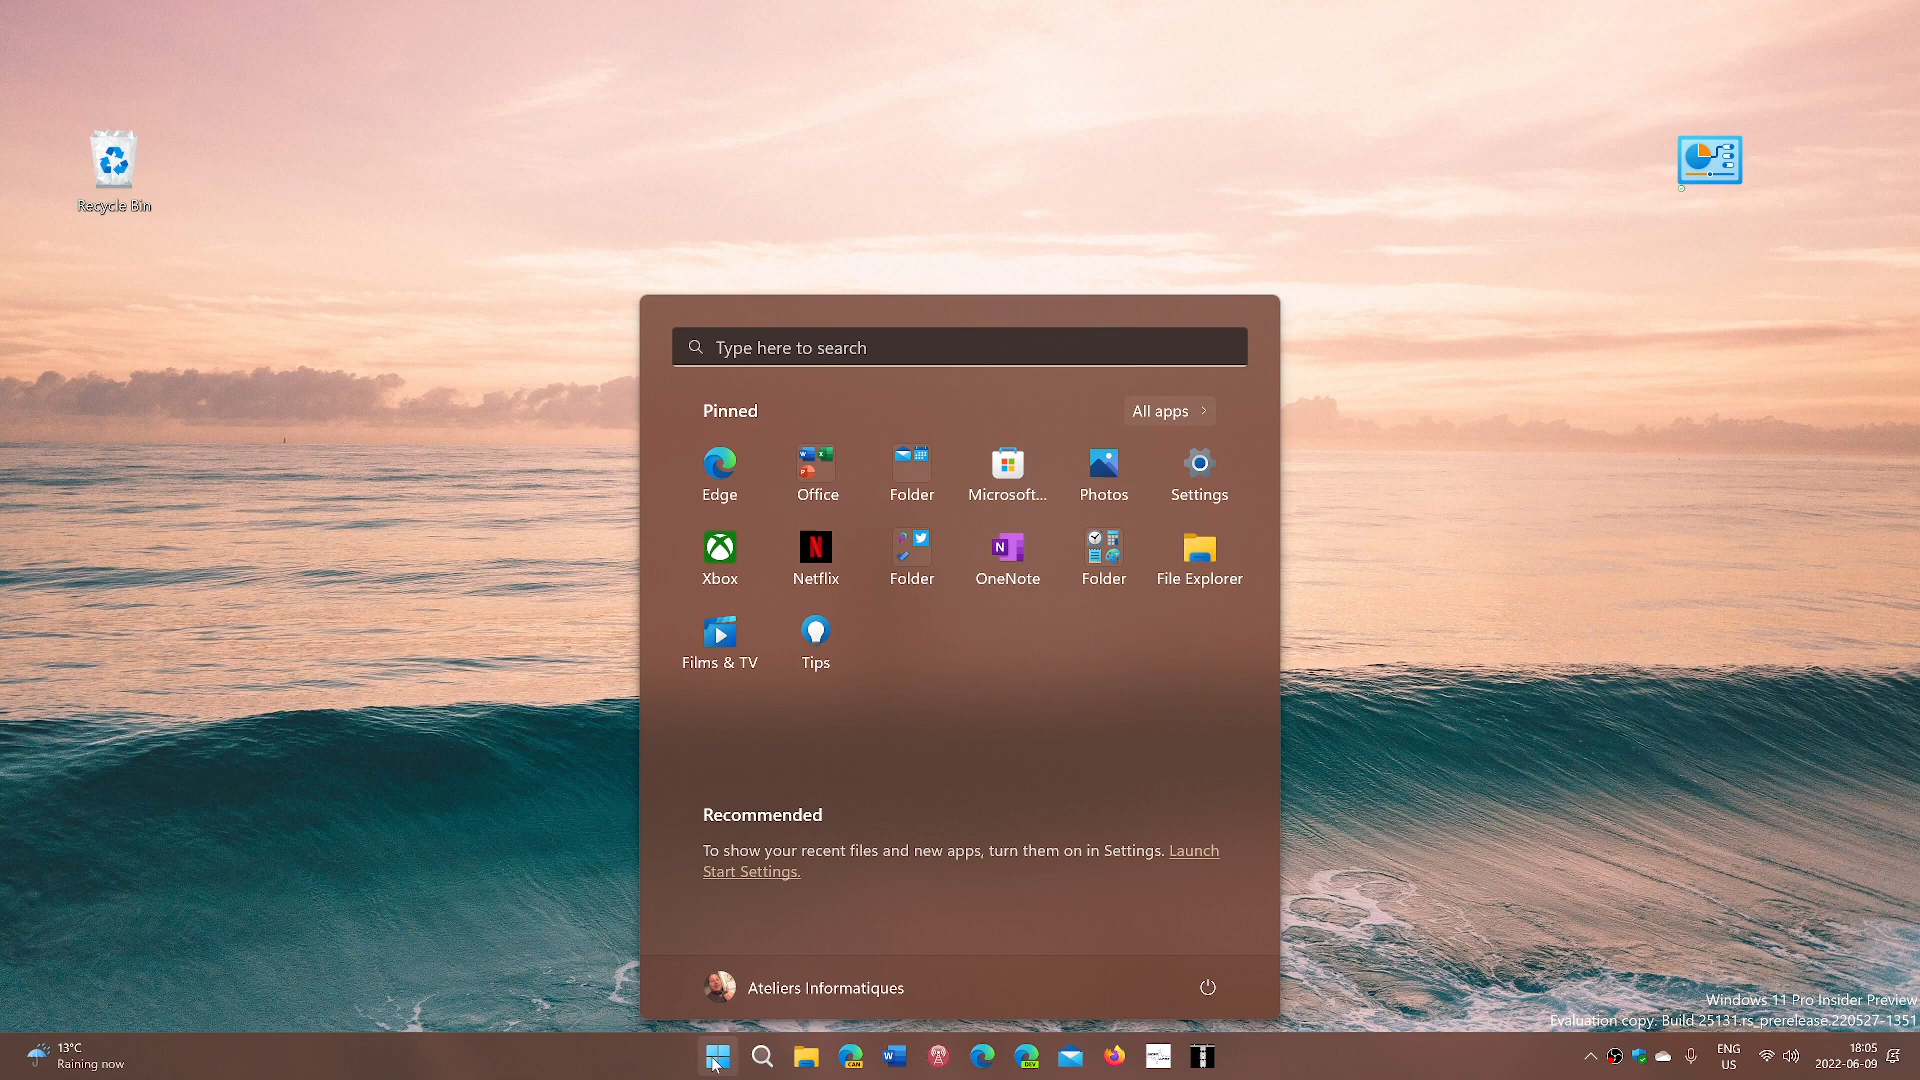 Recycle Bin
Type here to search
Pinned
All apps
Edge
Office
Folder
Microsoft...
Photos
Settings
Xbox
Netflix
Folder
OneNote
Folder
File Explorer
Films & TV
Tips
Recommended
To show your recent files and new apps, turn them on in Settings. Launch
Start Settings.
Ateliers Informatiques
Windows 11 Pro Insider Preview
Evaluation copy. Build 25131.rs_prerelease.220527-1351
13°C
Raining now
CAN
DEV
ENG
US
18:05
2022-06-09